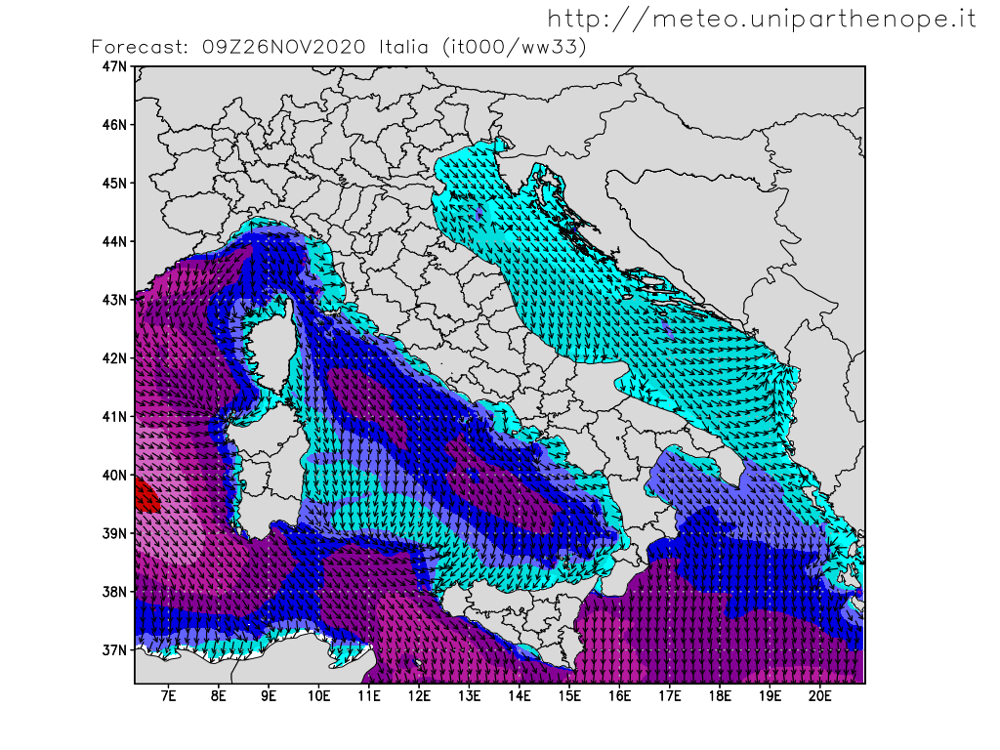 http://meteo.uniparthenope.it
Forecast: 09Z26NOV2020 Italia (it000/ww33)
47N
46N
45N
44N
43N
42N
41N
40N
39N
38N
37N
7E 8E 9E 10E 11E 12E 13E 14E 15E 16E 17E 18E 19E 20E